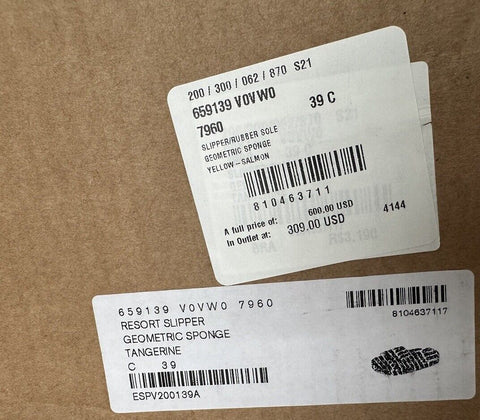 200 / 300 / 062 / 870 S21
659139 V0VW0 39 C
7960
SLIPPER/RUBBER SOLE
GEOMETRIC SPONGE
YELLOW-SALMON
810463711
A full price of: 600.00 USD
In Outlet at: 309.00 USD 4144
R$3.190
659139 V0VW0 7960
RESORT SLIPPER
GEOMETRIC SPONGE
TANGERINE
C 39
ESPV200139A
8104637117